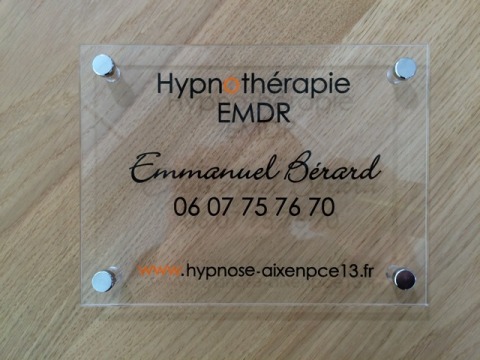 Hypnothérapie
EMDR
Emmanuel Bérard
06 07 75 76 70
www.hypnose-aixenpce13.fr